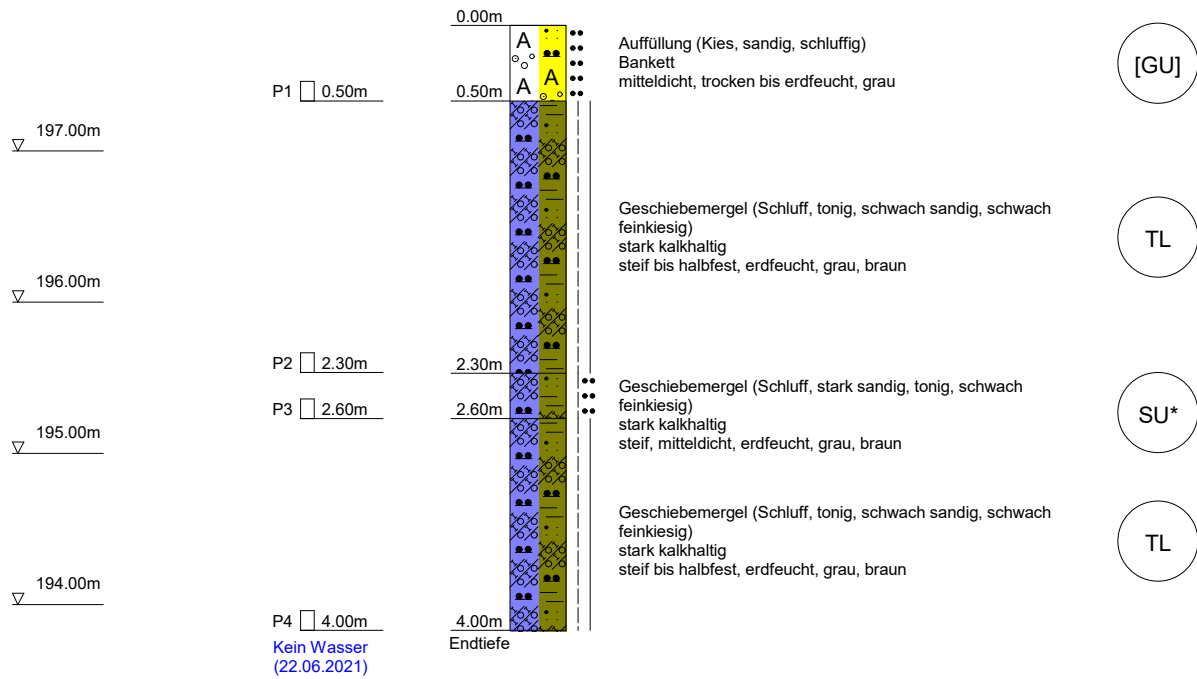 0.00m
A
A
A
Auffüllung (Kies, sandig, schluffig)
Bankett
mitteldicht, trocken bis erdfeucht, grau
[GU]
P1 0.50m
0.50m
197.00m
Geschiebemergel (Schluff, tonig, schwach sandig, schwach
feinkiesig)
stark kalkhaltig
steif bis halbfest, erdfeucht, grau, braun
TL
196.00m
P2 2.30m
2.30m
Geschiebemergel (Schluff, stark sandig, tonig, schwach
feinkiesig)
stark kalkhaltig
steif, mitteldicht, erdfeucht, grau, braun
SU*
P3 2.60m
2.60m
195.00m
Geschiebemergel (Schluff, tonig, schwach sandig, schwach
feinkiesig)
stark kalkhaltig
steif bis halbfest, erdfeucht, grau, braun
TL
194.00m
P4 4.00m
4.00m
Kein Wasser
(22.06.2021)
Endtiefe